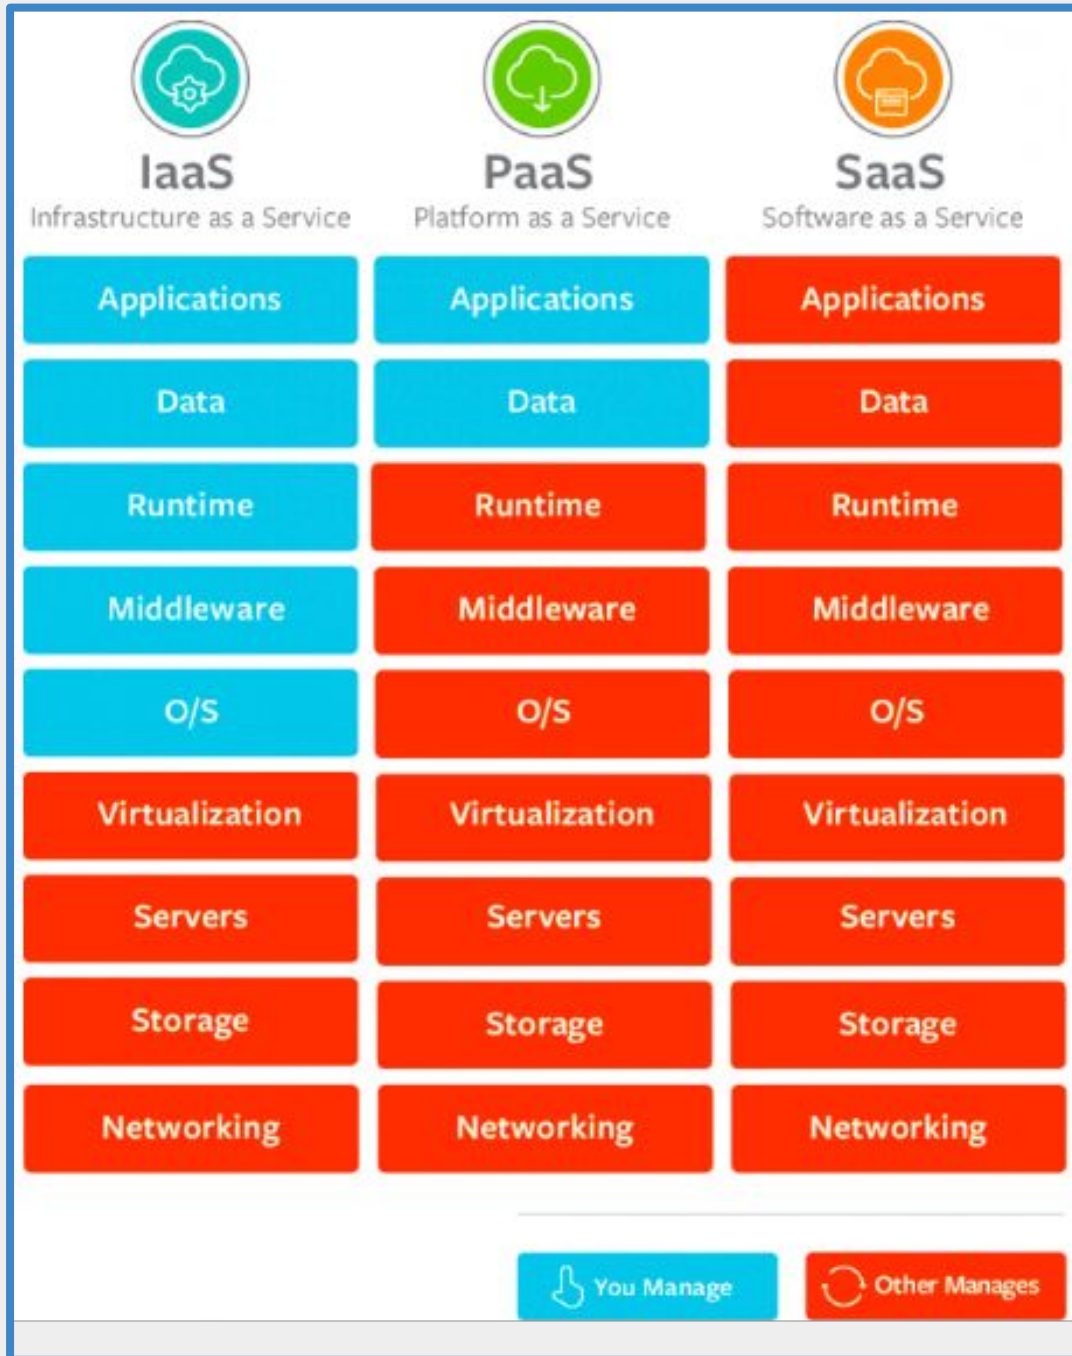 IaaS PaaS SaaS
Infrastructure as a Service Platform as a Service Software as a Service
Applications Applications Applications
Data Data Data
Runtime Runtime Runtime
Middleware Middleware Middleware
O/S O/S O/S
Virtualization Virtualization Virtualization
Servers Servers Servers
Storage Storage Storage
Networking Networking Networking
You Manage Other Manages